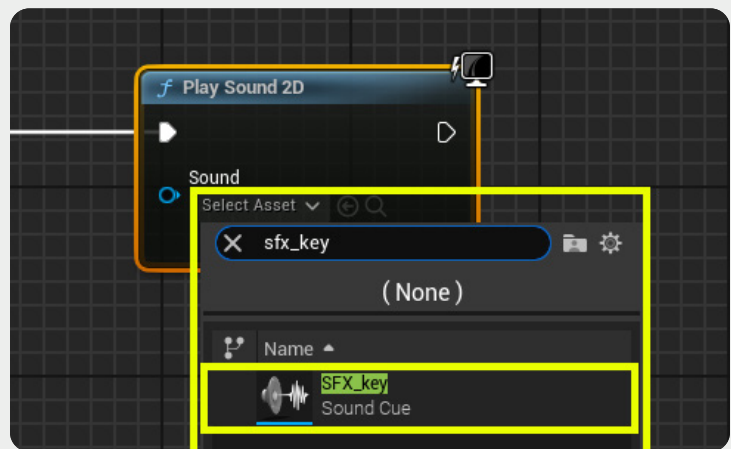 f Play Sound 2D
Sound
Select Asset
sfx_key
( None )
Name
SFX_key
Sound Cue